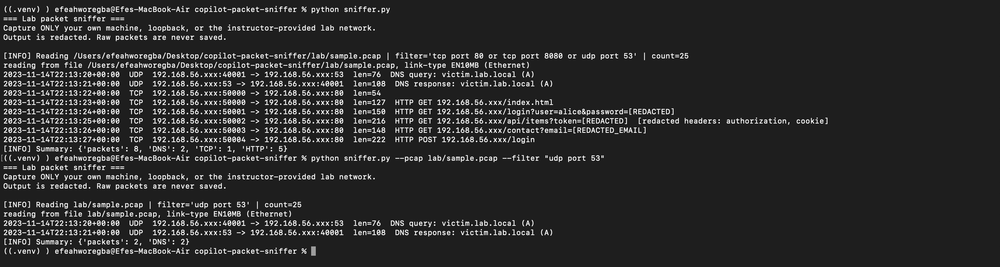 ((.venv) ) efeahworegba@Efes-MacBook-Air copilot-packet-sniffer % python sniffer.py
=== Lab packet sniffer ===
Capture ONLY your own machine, loopback, or the instructor-provided lab network.
Output is redacted. Raw packets are never saved.

[INFO] Reading /Users/efeahworegba/Desktop/copilot-packet-sniffer/lab/sample.pcap | filter='tcp port 80 or tcp port 8080 or udp port 53' | count=25
reading from file /Users/efeahworegba/Desktop/copilot-packet-sniffer/lab/sample.pcap, link-type EN10MB (Ethernet)
2023-11-14T22:13:20+00:00  UDP  192.168.56.xxx:40001 -> 192.168.56.xxx:53  len=76  DNS query: victim.lab.local (A)
2023-11-14T22:13:21+00:00  UDP  192.168.56.xxx:53 -> 192.168.56.xxx:40001  len=108  DNS response: victim.lab.local (A)
2023-11-14T22:13:22+00:00  TCP  192.168.56.xxx:50000 -> 192.168.56.xxx:80  len=54
2023-11-14T22:13:23+00:00  TCP  192.168.56.xxx:50000 -> 192.168.56.xxx:80  len=127  HTTP GET 192.168.56.xxx/index.html
2023-11-14T22:13:24+00:00  TCP  192.168.56.xxx:50001 -> 192.168.56.xxx:80  len=150  HTTP GET 192.168.56.xxx/login?user=alice&password=[REDACTED]
2023-11-14T22:13:25+00:00  TCP  192.168.56.xxx:50002 -> 192.168.56.xxx:80  len=216  HTTP GET 192.168.56.xxx/api/items?token=[REDACTED]  [redacted headers: authorization, cookie]
2023-11-14T22:13:26+00:00  TCP  192.168.56.xxx:50003 -> 192.168.56.xxx:80  len=148  HTTP GET 192.168.56.xxx/contact?email=[REDACTED_EMAIL]
2023-11-14T22:13:27+00:00  TCP  192.168.56.xxx:50004 -> 192.168.56.xxx:80  len=222  HTTP POST 192.168.56.xxx/login
[INFO] Summary: {'packets': 8, 'DNS': 2, 'TCP': 1, 'HTTP': 5}
[((.venv) ) efeahworegba@Efes-MacBook-Air copilot-packet-sniffer % python sniffer.py --pcap lab/sample.pcap --filter "udp port 53"
=== Lab packet sniffer ===
Capture ONLY your own machine, loopback, or the instructor-provided lab network.
Output is redacted. Raw packets are never saved.

[INFO] Reading lab/sample.pcap | filter='udp port 53' | count=25
reading from file lab/sample.pcap, link-type EN10MB (Ethernet)
2023-11-14T22:13:20+00:00  UDP  192.168.56.xxx:40001 -> 192.168.56.xxx:53  len=76  DNS query: victim.lab.local (A)
2023-11-14T22:13:21+00:00  UDP  192.168.56.xxx:53 -> 192.168.56.xxx:40001  len=108  DNS response: victim.lab.local (A)
[INFO] Summary: {'packets': 2, 'DNS': 2}
((.venv) ) efeahworegba@Efes-MacBook-Air copilot-packet-sniffer %